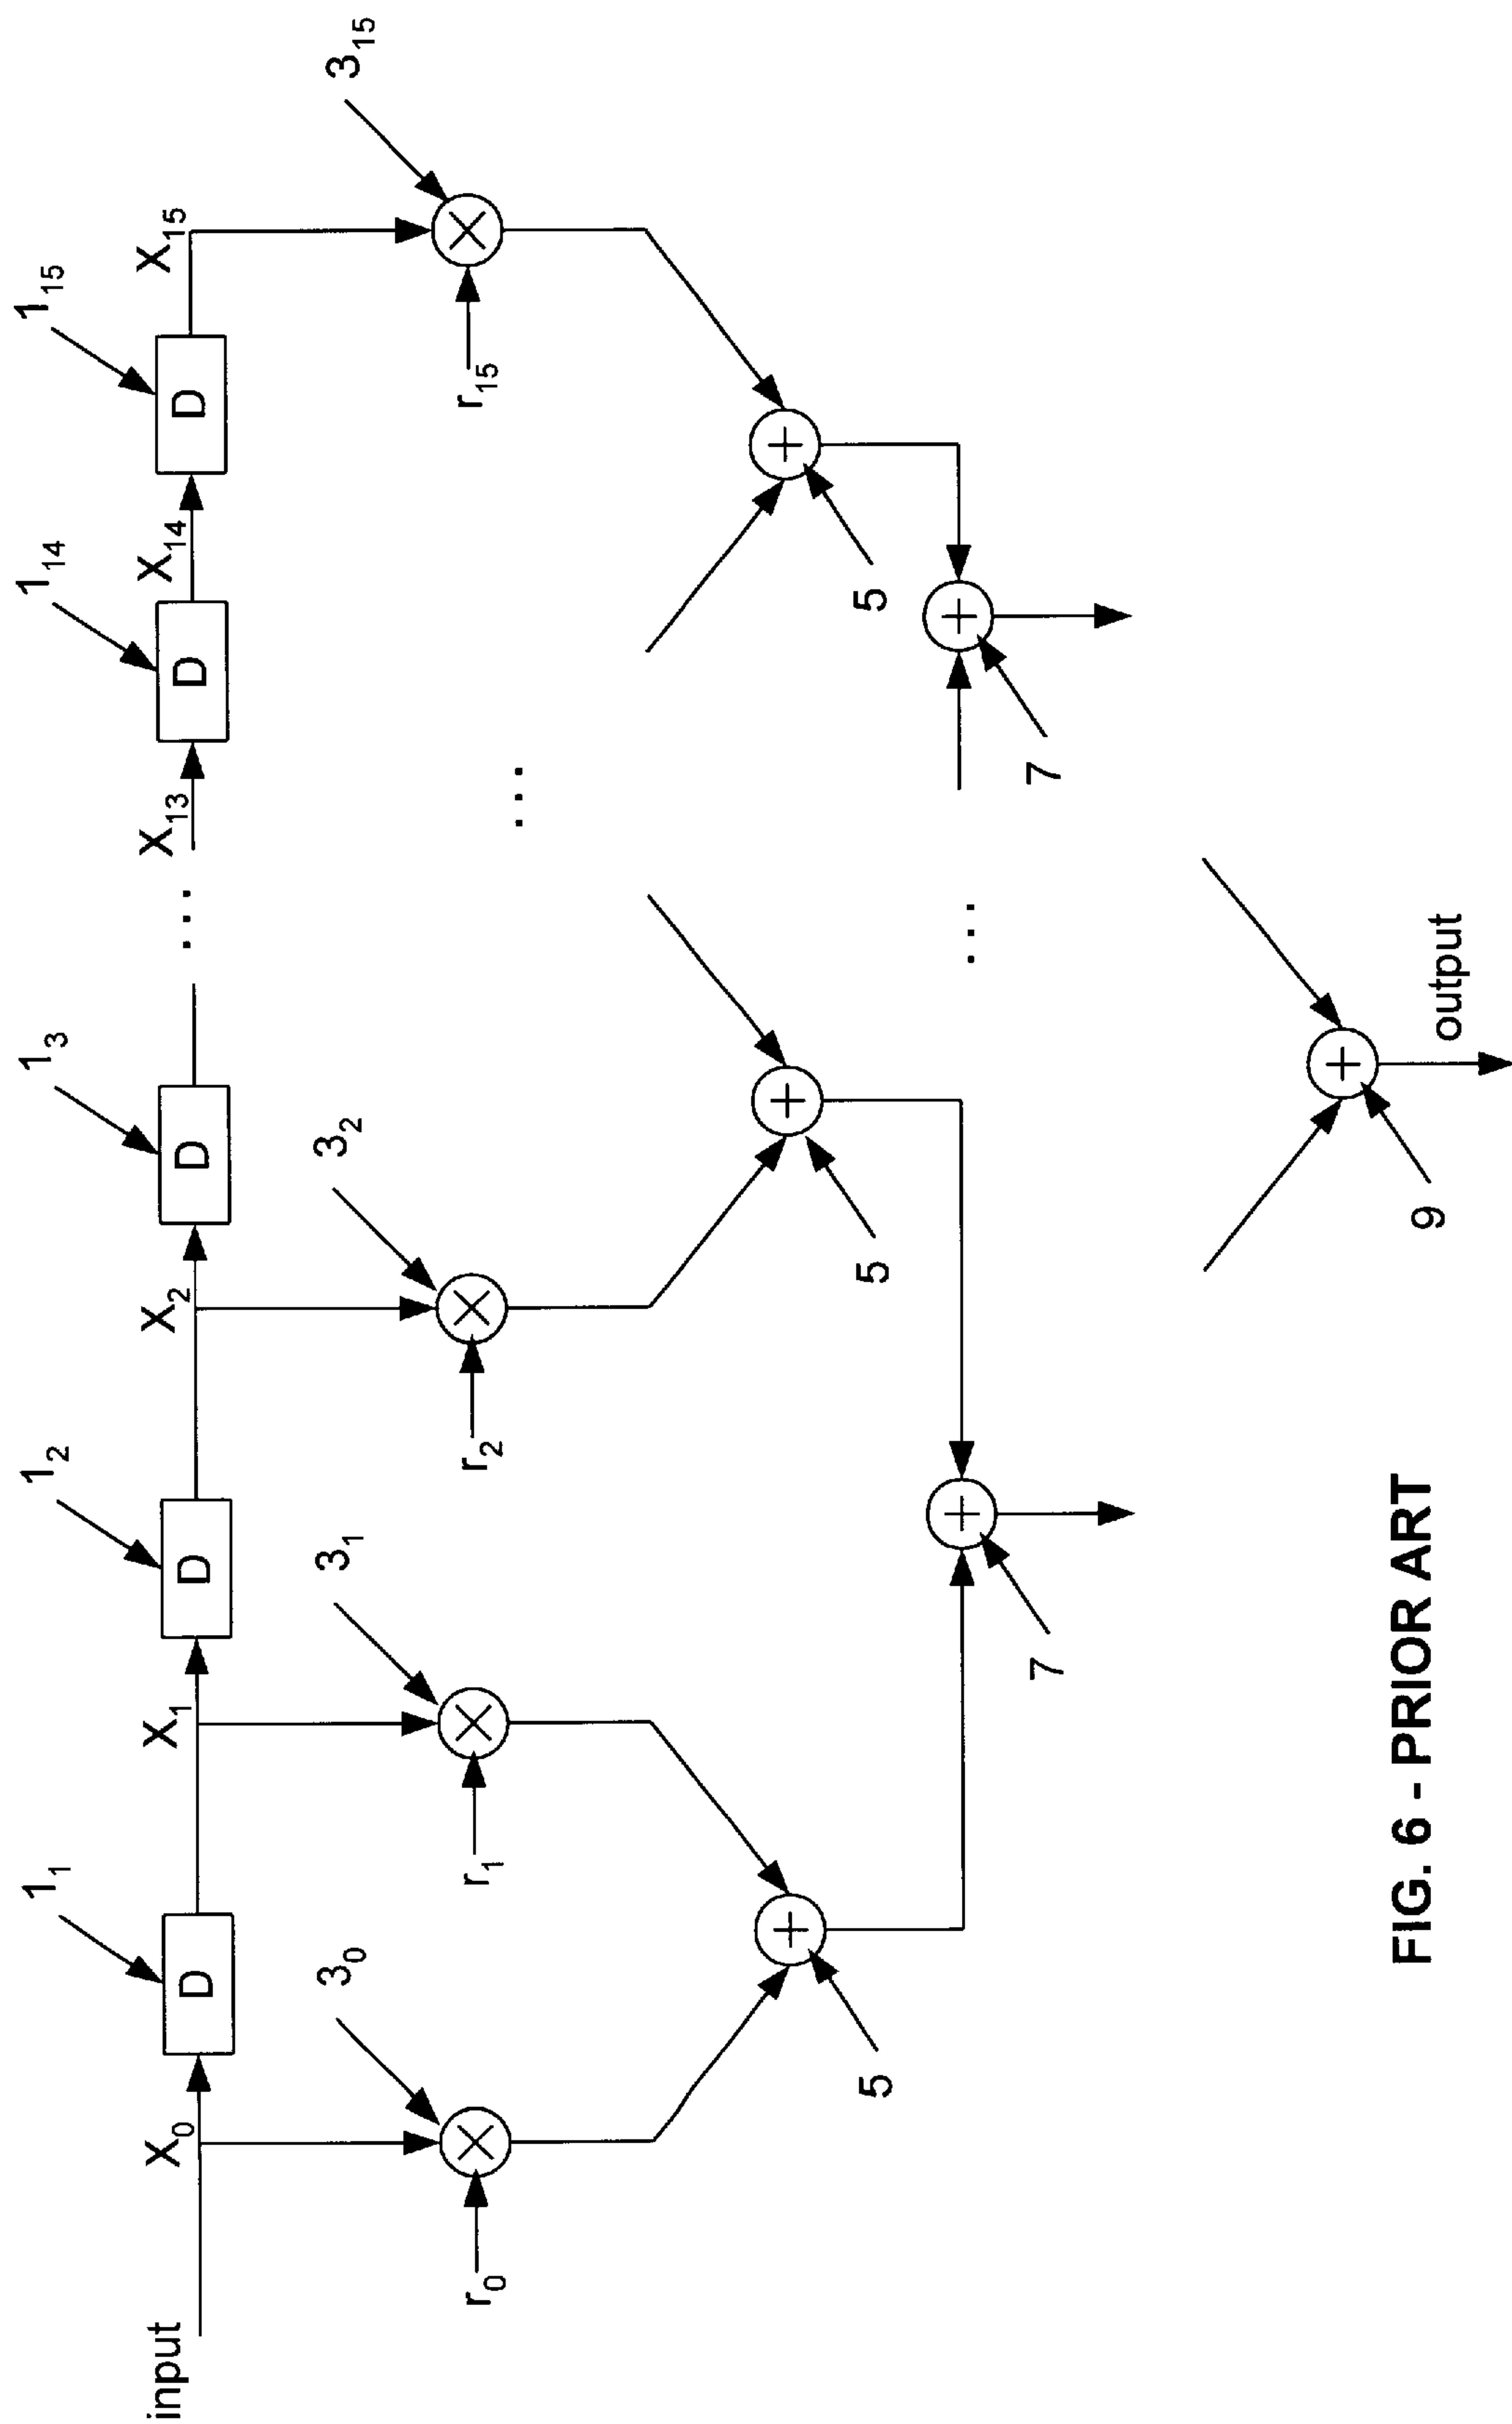 input
X0
11
D
X1
12
D
X2
13
D
...
X13
114
D
X14
115
D
X15
r0
30
r1
31
r2
32
...
r15
315
5
5
5
7
...
7
9
output
FIG. 6 - PRIOR ART